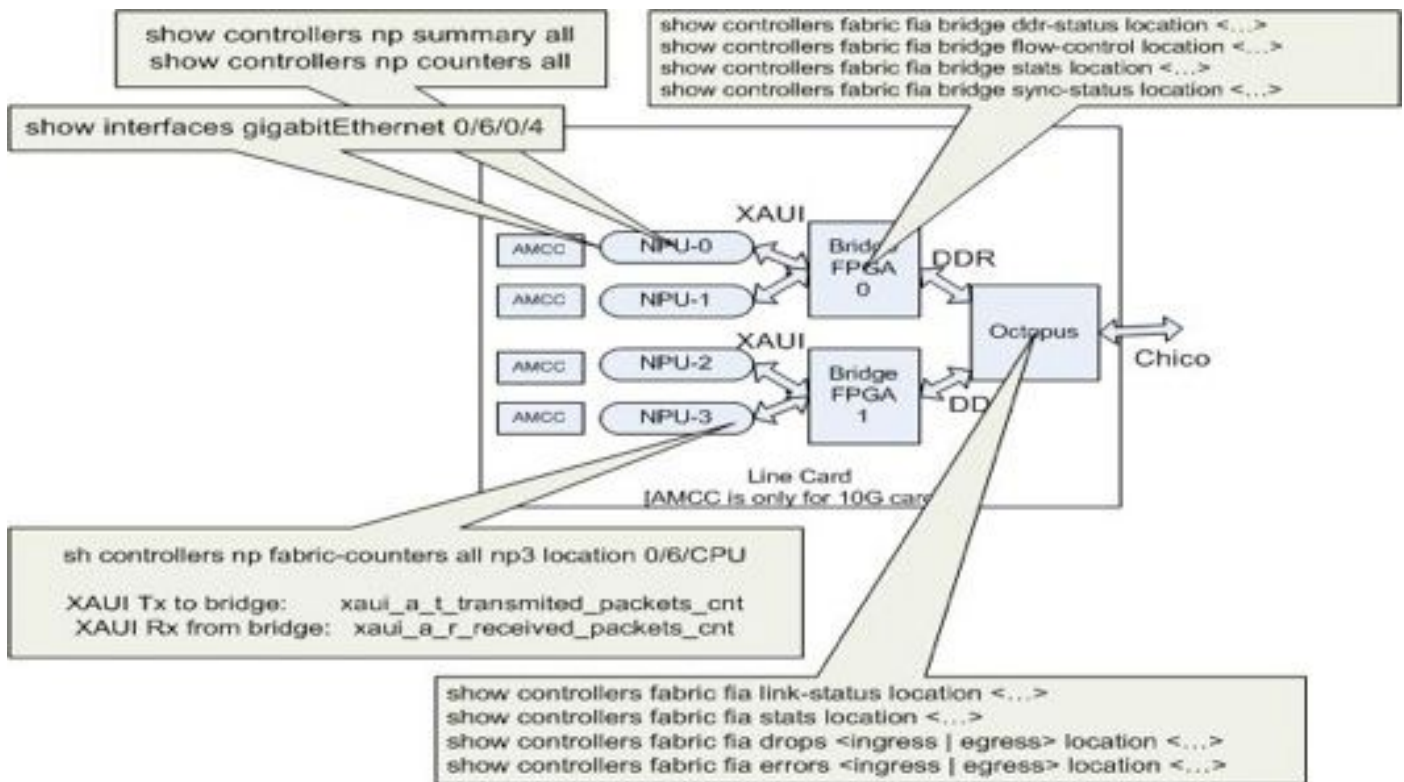 show controllers np summary all
show controllers np counters all
show controllers fabric fia bridge ddr-status location <...>
show controllers fabric fia bridge flow-control location <...>
show controllers fabric fia bridge stats location <...>
show controllers fabric fia bridge sync-status location <...>
show interfaces gigabitEthernet 0/6/0/4
XAUI
AMCC
NPU-0
Bridge
FPGA
0
DDR
AMCC
NPU-1
Octopus
Chico
XAUI
AMCC
NPU-2
Bridge
FPGA
1
DD
AMCC
NPU-3
Line Card
[AMCC is only for 10G card
sh controllers np fabric-counters all np3 location 0/6/CPU
XAUI Tx to bridge: xaui_a_t_transmited_packets_cnt
XAUI Rx from bridge: xaui_a_r_received_packets_cnt
show controllers fabric fia link-status location <...>
show controllers fabric fia stats location <...>
show controllers fabric fia drops <ingress | egress> location <...>
show controllers fabric fia errors <ingress | egress> location <...>